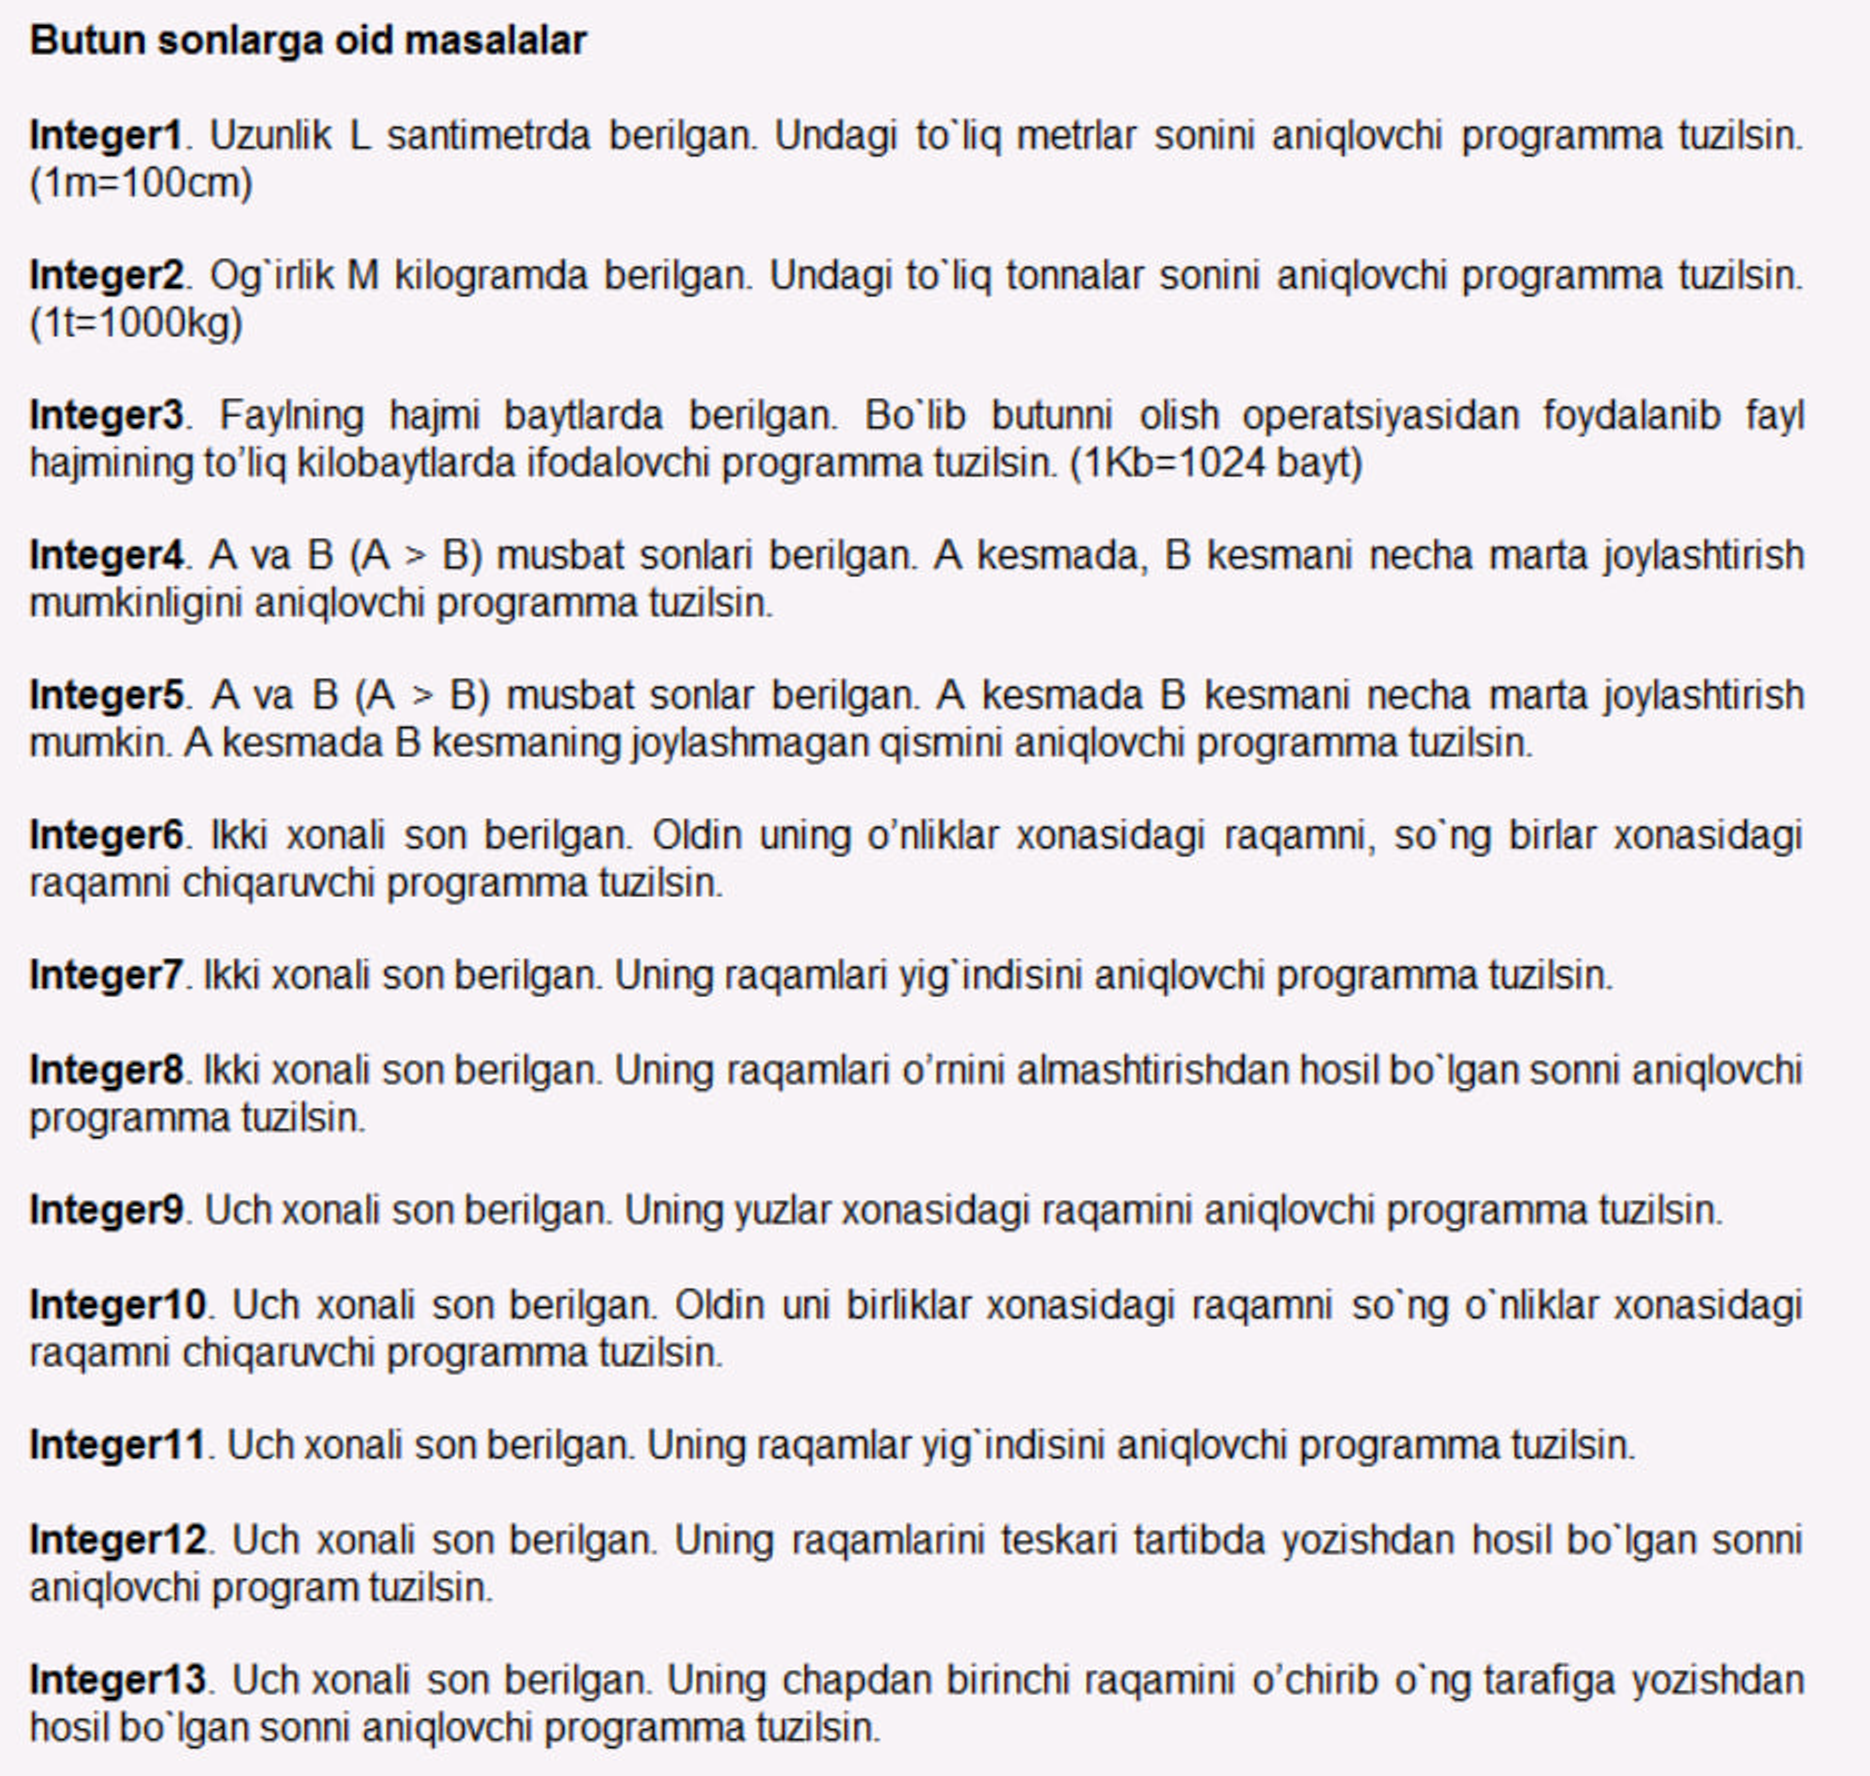 Butun sonlarga oid masalalar
Integer1. Uzunlik L santimetrda berilgan. Undagi to`liq metrlar sonini aniqlovchi programma tuzilsin.
(1m=100cm)
Integer2. Og`irlik M kilogramda berilgan. Undagi to`liq tonnalar sonini aniqlovchi programma tuzilsin.
(1t=1000kg)
Integer3. Faylning hajmi baytlarda berilgan. Bo`lib butunni olish operatsiyasidan foydalanib fayl
hajmining to’liq kilobaytlarda ifodalovchi programma tuzilsin. (1Kb=1024 bayt)
Integer4. A va B (A > B) musbat sonlari berilgan. A kesmada, B kesmani necha marta joylashtirish
mumkinligini aniqlovchi programma tuzilsin.
Integer5. A va B (A > B) musbat sonlar berilgan. A kesmada B kesmani necha marta joylashtirish
mumkin. A kesmada B kesmaning joylashmagan qismini aniqlovchi programma tuzilsin.
Integer6. Ikki xonali son berilgan. Oldin uning o’nliklar xonasidagi raqamni, so`ng birlar xonasidagi
raqamni chiqaruvchi programma tuzilsin.
Integer7. Ikki xonali son berilgan. Uning raqamlari yig`indisini aniqlovchi programma tuzilsin.
Integer8. Ikki xonali son berilgan. Uning raqamlari o’rnini almashtirishdan hosil bo`lgan sonni aniqlovchi
programma tuzilsin.
Integer9. Uch xonali son berilgan. Uning yuzlar xonasidagi raqamini aniqlovchi programma tuzilsin.
Integer10. Uch xonali son berilgan. Oldin uni birliklar xonasidagi raqamni so`ng o`nliklar xonasidagi
raqamni chiqaruvchi programma tuzilsin.
Integer11. Uch xonali son berilgan. Uning raqamlar yig`indisini aniqlovchi programma tuzilsin.
Integer12. Uch xonali son berilgan. Uning raqamlarini teskari tartibda yozishdan hosil bo`lgan sonni
aniqlovchi program tuzilsin.
Integer13. Uch xonali son berilgan. Uning chapdan birinchi raqamini o’chirib o`ng tarafiga yozishdan
hosil bo`lgan sonni aniqlovchi programma tuzilsin.